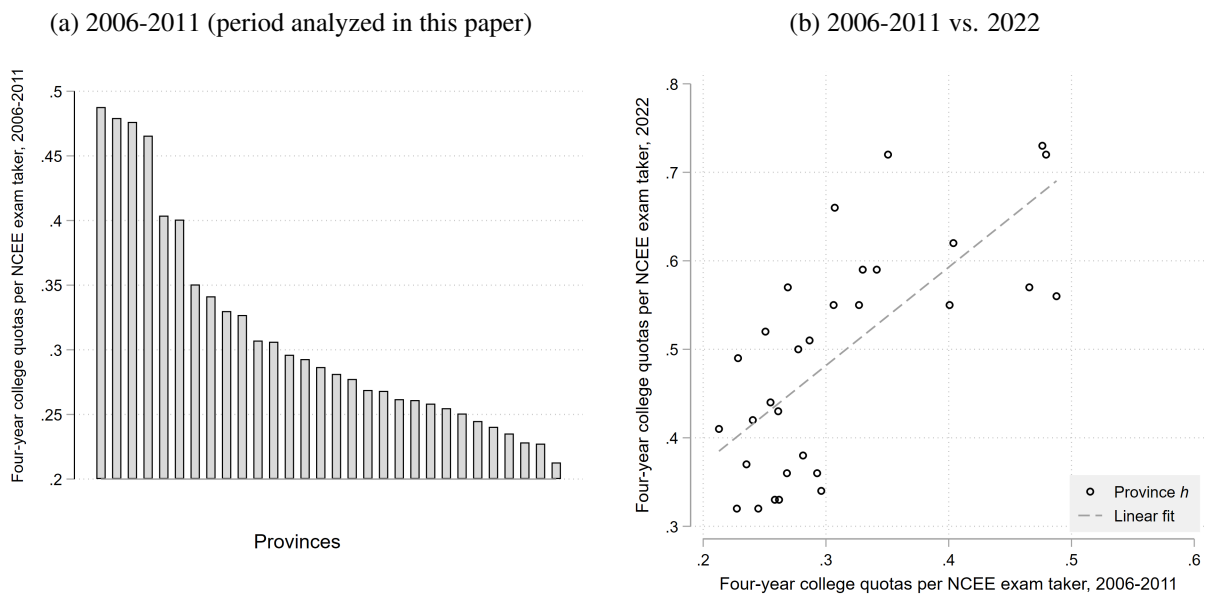 (a) 2006-2011 (period analyzed in this paper)
Four-year college quotas per NCEE exam taker, 2006-2011
.5
.45
.4
.35
.3
.25
.2
Provinces
(b) 2006-2011 vs. 2022
Four-year college quotas per NCEE exam taker, 2022
.8
.7
.6
.5
.4
.3
Province h
Linear fit
.2 .3 .4 .5 .6
Four-year college quotas per NCEE exam taker, 2006-2011